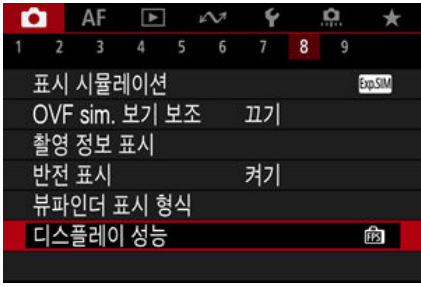 AF
1 2 3 4 5 6 7 8 9
표시 시뮬레이션 Exp.SIM
OVF sim. 보기 보조 끄기
촬영 정보 표시
반전 표시 켜기
뷰파인더 표시 형식
디스플레이 성능 FPS